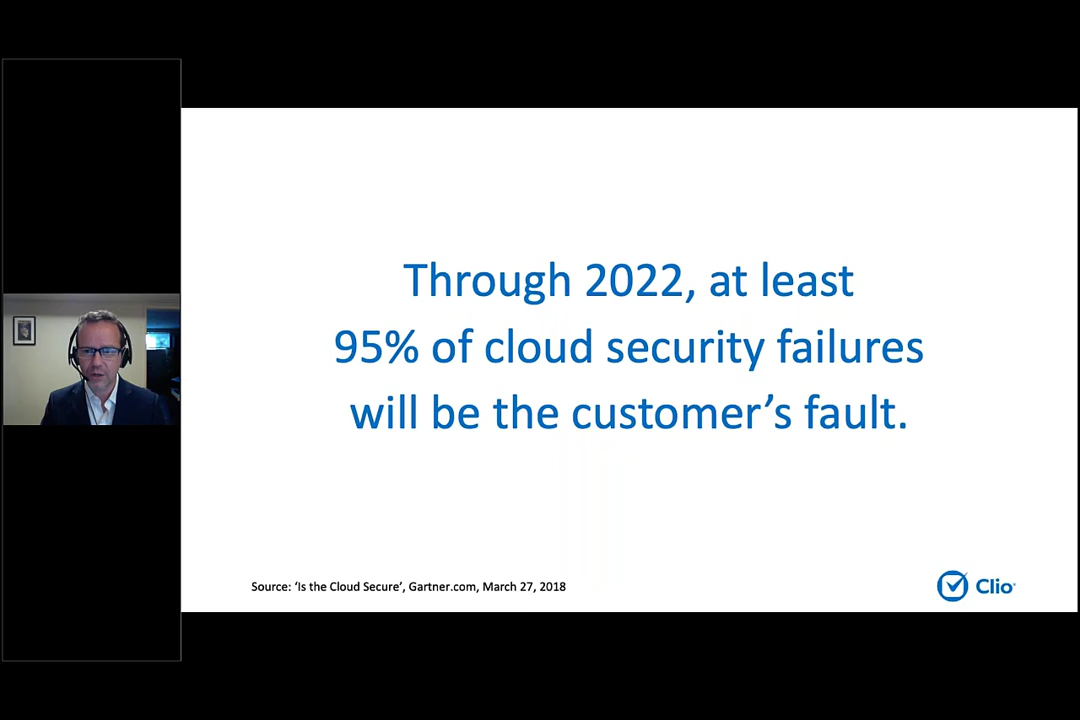 Through 2022, at least
95% of cloud security failures
will be the customer’s fault.
Source: ‘Is the Cloud Secure’, Gartner.com, March 27, 2018
Clio